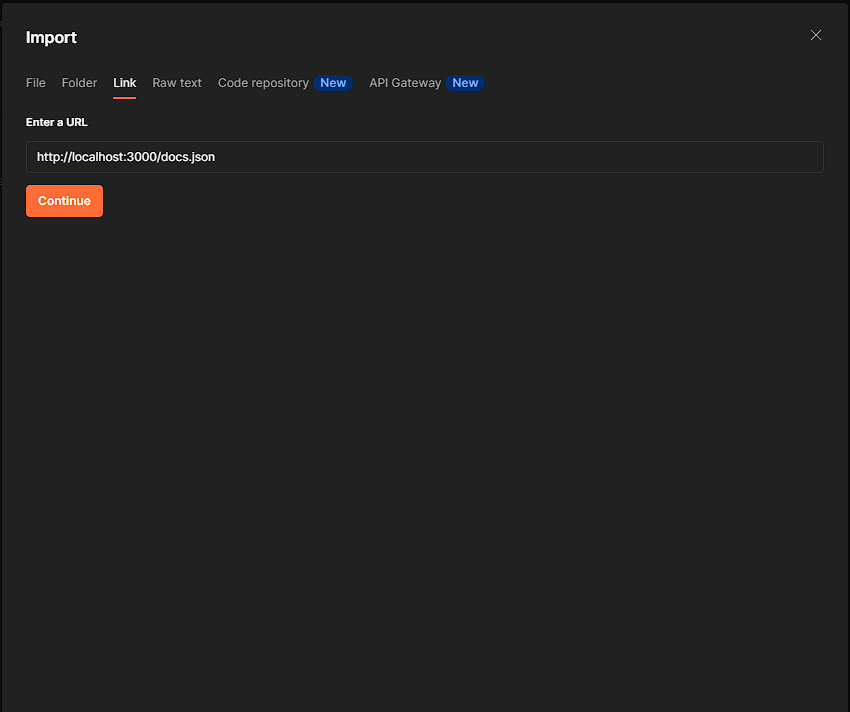 Import
File Folder Link Raw text Code repository New API Gateway New
Enter a URL
http://localhost:3000/docs.json
Continue